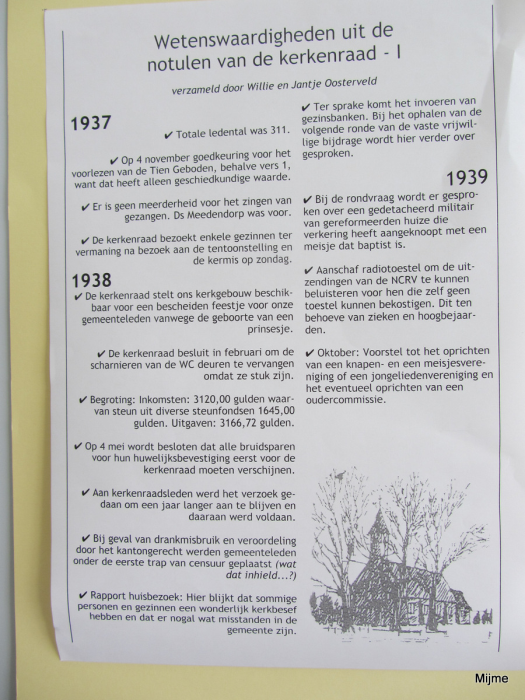 Wetenswaardigheden uit de
notulen van de kerkenraad - I
verzameld door Willie en Jantje Oosterveld
1937
✔ Totale ledental was 311.
✔ Op 4 november goedkeuring voor het
voorlezen van de Tien Geboden, behalve vers 1,
want dat heeft alleen geschiedkundige waarde.
✔ Er is geen meerderheid voor het zingen van
gezangen. Ds Meedendorp was voor.
✔ De kerkenraad bezoekt enkele gezinnen ter
vermaning na bezoek aan de tentoonstelling en
de kermis op zondag.
1938
✔ De kerkenraad stelt ons kerkgebouw beschik-
baar voor een bescheiden feestje voor onze
gemeenteleden vanwege de geboorte van een
prinsesje.
✔ De kerkenraad besluit in februari om de
scharnieren van de WC deuren te vervangen
omdat ze stuk zijn.
✔ Begroting: Inkomsten: 3120,00 gulden waar-
van steun uit diverse steunfondsen 1645,00
gulden. Uitgaven: 3166,72 gulden.
✔ Op 4 mei wordt besloten dat alle bruidsparen
voor hun huwelijksbevestiging eerst voor de
kerkenraad moeten verschijnen.
✔ Aan kerkenraadsleden werd het verzoek ge-
daan om een jaar langer aan te blijven en
daaraan werd voldaan.
✔ Bij geval van drankmisbruik en veroordeling
door het kantongerecht werden gemeenteleden
onder de eerste trap van censuur geplaatst (wat
dat inhield...?)
✔ Rapport huisbezoek: Hier blijkt dat sommige
personen en gezinnen een wonderlijk kerkbesef
hebben en dat er nogal wat misstanden in de
gemeente zijn.
✔ Ter sprake komt het invoeren van
gezinsbanken. Bij het ophalen van de
volgende ronde van de vaste vrijwil-
lige bijdrage wordt hier verder over
gesproken.
1939
✔ Bij de rondvraag wordt er gespro-
ken over een gedetacheerd militair
van gereformeerden huize die
verkering heeft aangeknoopt met een
meisje dat baptist is.
✔ Aanschaf radiotoestel om de uit-
zendingen van de NCRV te kunnen
beluisteren voor hen die zelf geen
toestel kunnen bekostigen. Dit ten
behoeve van zieken en hoogbejaar-
den.
✔ Oktober: Voorstel tot het oprichten
van een knapen- en een meisjesvere-
niging of een jongeliedenvereniging en
het eventueel oprichten van een
oudercommissie.
Mijme